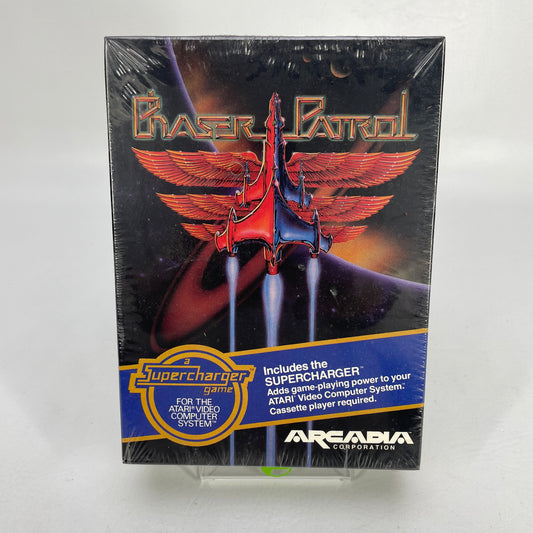 PHASER PATROL
a
Supercharger
game
FOR THE
ATARI® VIDEO
COMPUTER
SYSTEM™
Includes the
SUPERCHARGER™
Adds game-playing power to your
ATARI® Video Computer System.
Cassette player required.
ARCADIA
CORPORATION